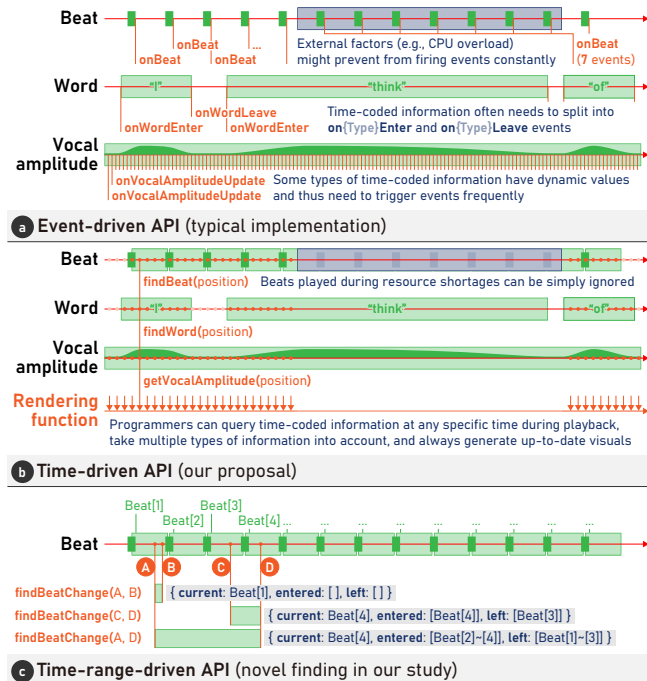 Beat
onBeat
onBeat
onBeat
onBeat
...
External factors (e.g., CPU overload)
might prevent from firing events constantly
onBeat
(7 events)
Word
"I"
"think"
"of"
onWordEnter
onWordLeave
onWordEnter
Time-coded information often needs to split into
on{Type}Enter and on{Type}Leave events
Vocal
amplitude
onVocalAmplitudeUpdate
onVocalAmplitudeUpdate
Some types of time-coded information have dynamic values
and thus need to trigger events frequently
a Event-driven API (typical implementation)
Beat
findBeat(position)
Beats played during resource shortages can be simply ignored
Word
"I"
"think"
"of"
findWord(position)
Vocal
amplitude
getVocalAmplitude(position)
Rendering
function
Programmers can query time-coded information at any specific time during playback,
take multiple types of information into account, and always generate up-to-date visuals
b Time-driven API (our proposal)
Beat[1]
Beat[3]
Beat[2]
Beat[4]
... ... ... ... ... ... ... ... ...
Beat
A
B
C
D
findBeatChange(A, B)
{ current: Beat[1], entered: [ ], left: [ ] }
findBeatChange(C, D)
{ current: Beat[4], entered: [Beat[4]], left: [Beat[3]] }
findBeatChange(A, D)
{ current: Beat[4], entered: [Beat[2]~[4]], left: [Beat[1]~[3]] }
c Time-range-driven API (novel finding in our study)